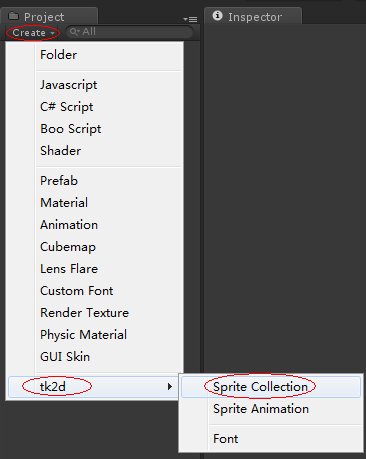 Project
Inspector
Create
All
Folder
Javascript
C# Script
Boo Script
Shader
Prefab
Material
Animation
Cubemap
Lens Flare
Custom Font
Render Texture
Physic Material
GUI Skin
tk2d
Sprite Collection
Sprite Animation
Font